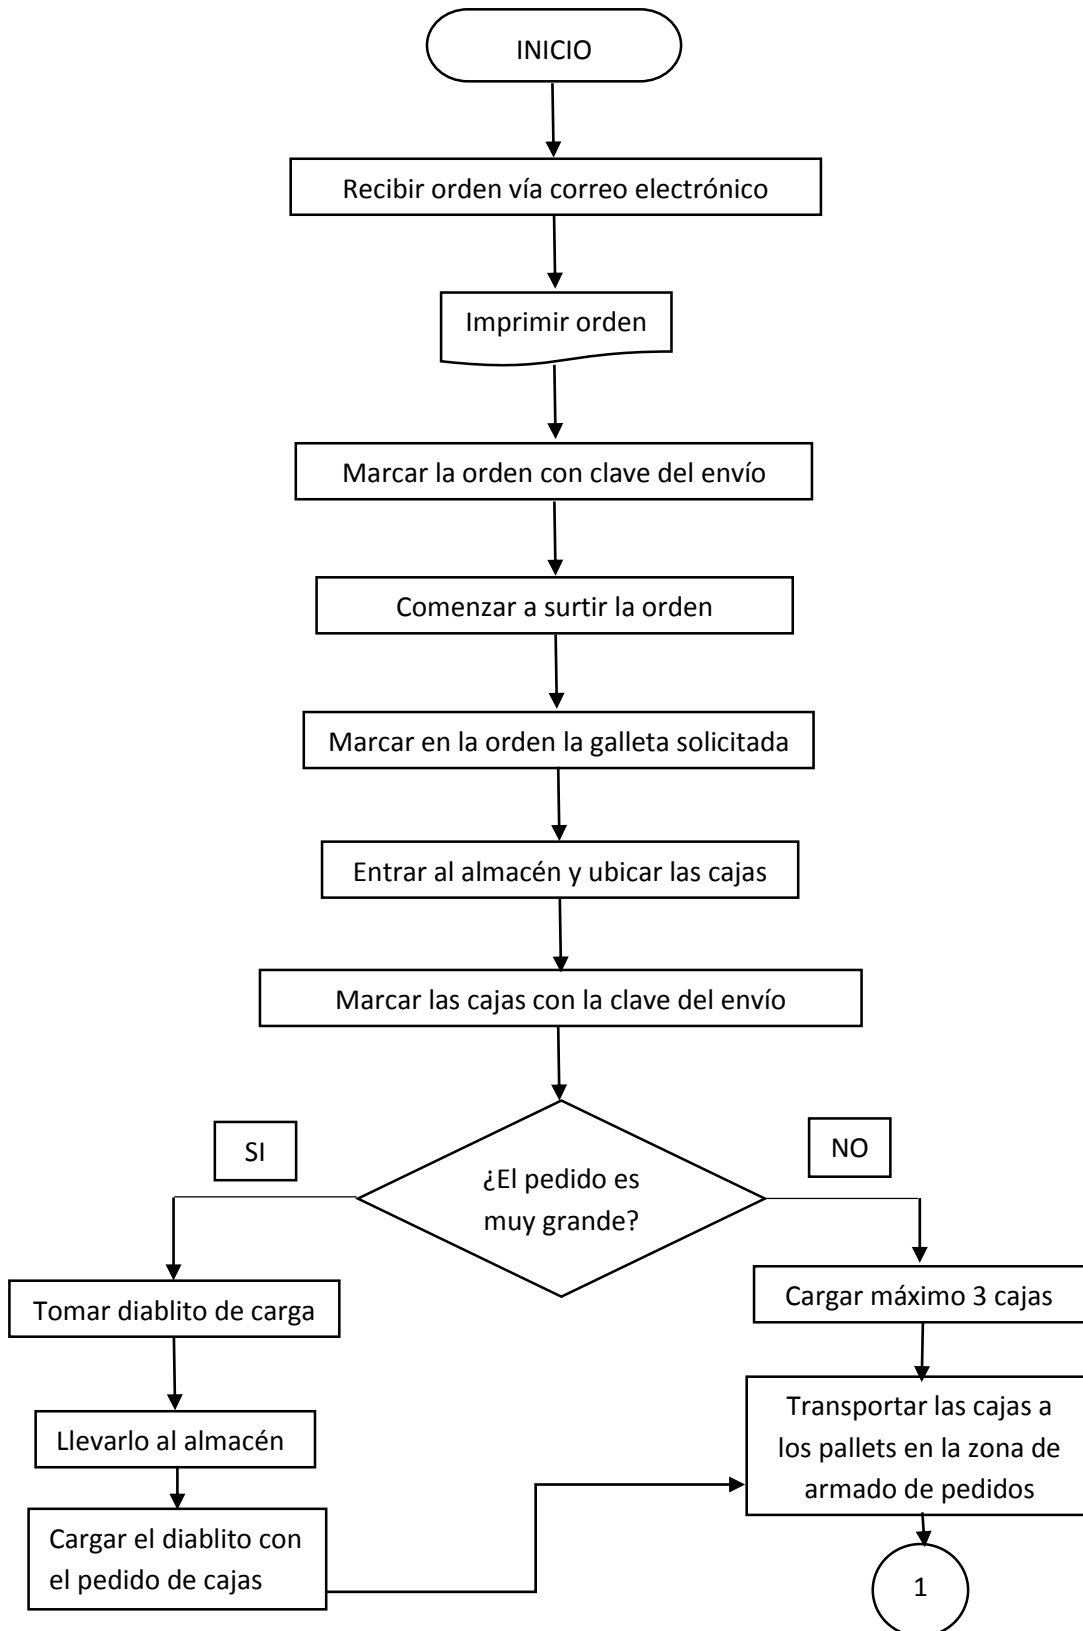 INICIO
Recibir orden vía correo electrónico
Imprimir orden
Marcar la orden con clave del envío
Comenzar a surtir la orden
Marcar en la orden la galleta solicitada
Entrar al almacén y ubicar las cajas
Marcar las cajas con la clave del envío
SI
NO
¿El pedido es
muy grande?
Tomar diablito de carga
Cargar máximo 3 cajas
Llevarlo al almacén
Transportar las cajas a
los pallets en la zona de
armado de pedidos
Cargar el diablito con
el pedido de cajas
1